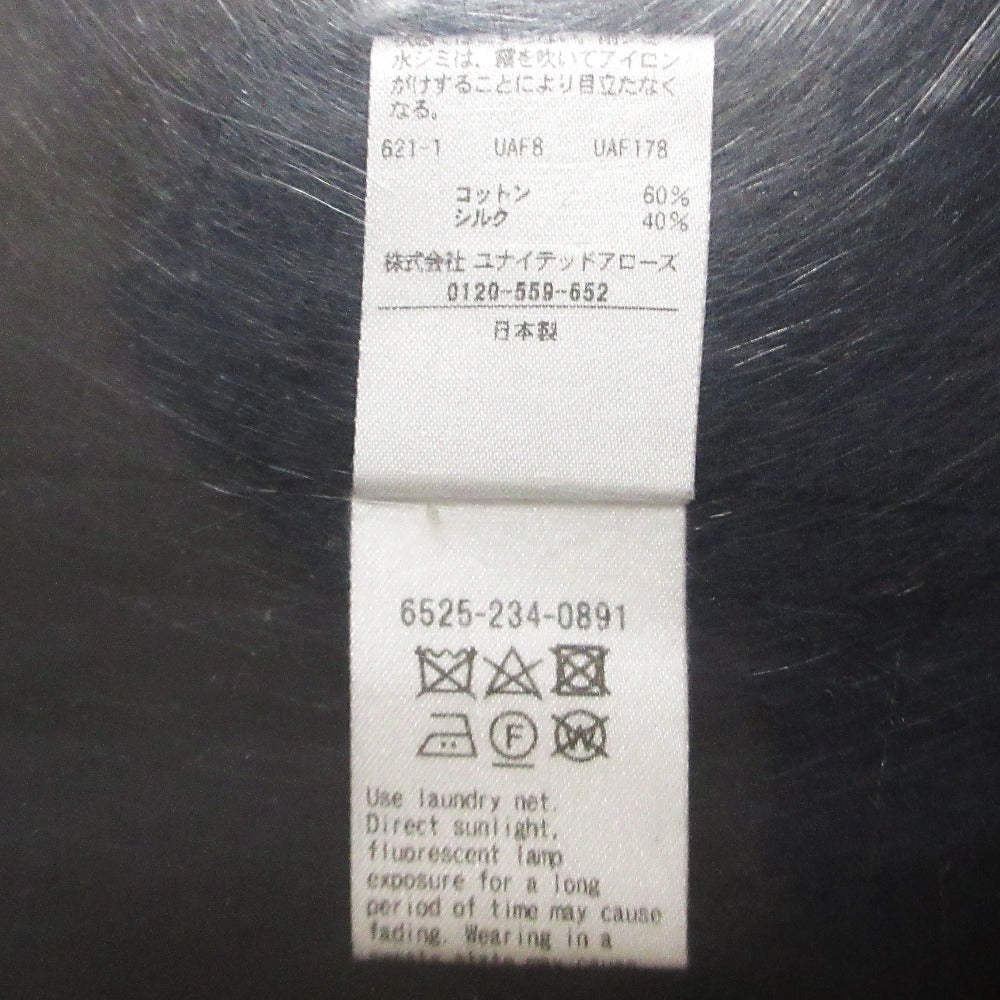 水シミは、霧を吹いてアイロン
がけすることにより目立たなく
なる。
621-1 UAF8 UAF178
コットン 60%
シルク 40%
株式会社 ユナイテッドアローズ
0120-559-652
日本製
6525-234-0891
F W
Use laundry net.
Direct sunlight,
fluorescent lamp
exposure for a long
period of time may cause
fading. Wearing in a